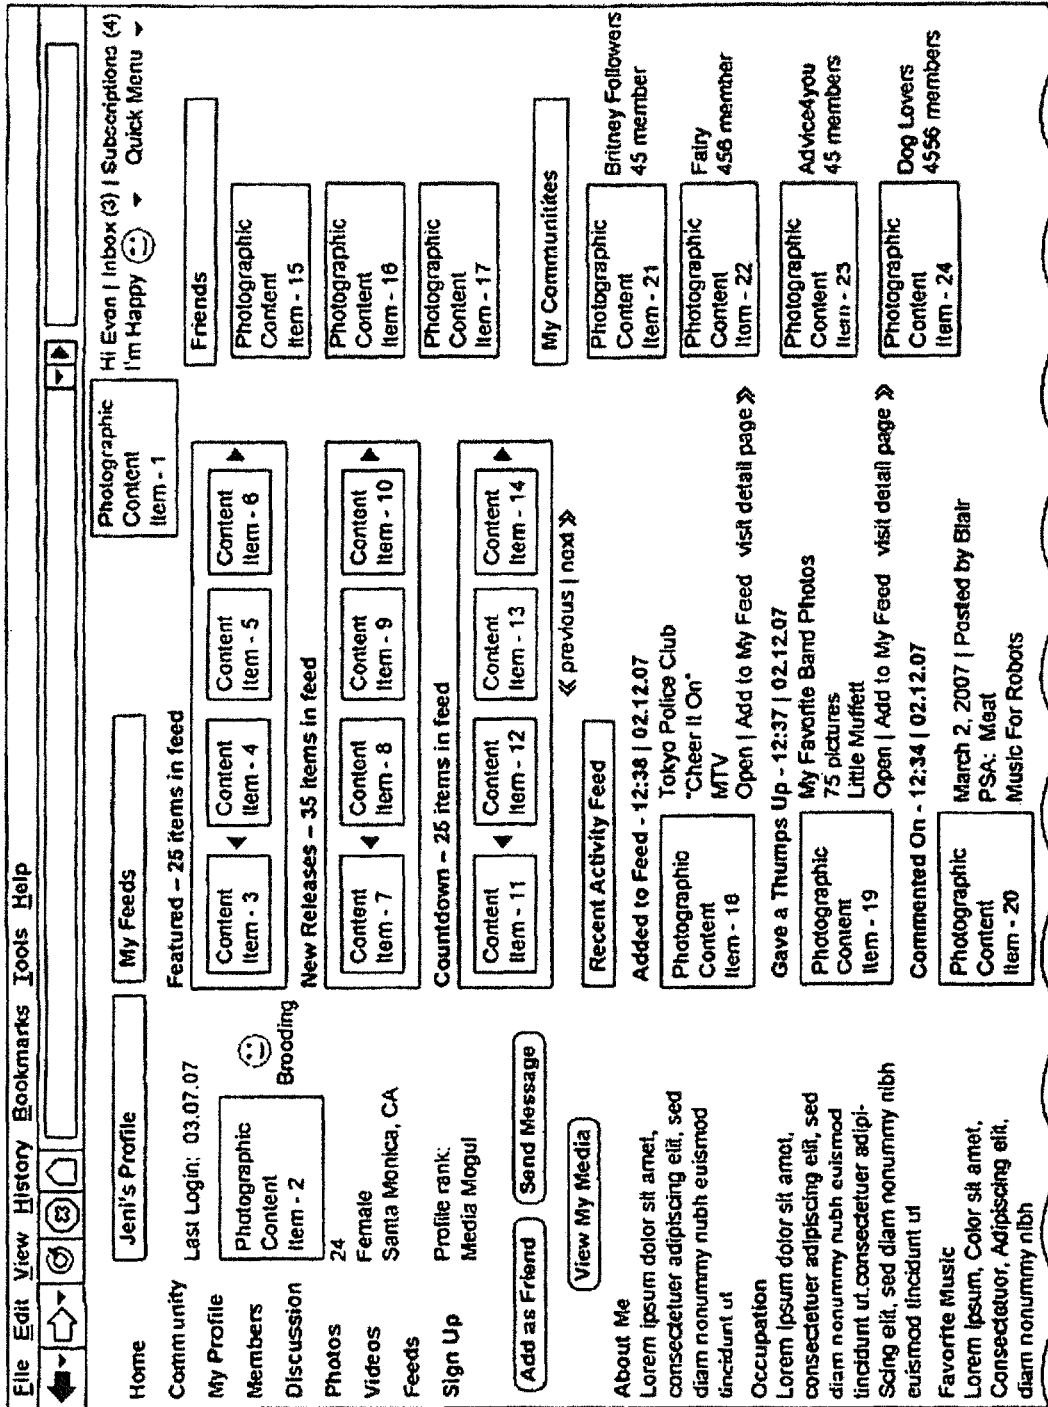 File Edit View History Bookmarks Tools Help
Photographic
Content
Item - 1
Hi Evan | Inbox (3) | Subscriptions (4)
I'm Happy Quick Menu
Home
Community
My Profile
Members
Discussion
Photos
Videos
Feeds
Sign Up
Jeni's Profile
Last Login: 03.07.07
Photographic
Content
Item - 2
Brooding
24
Female
Santa Monica, CA
Profile rank:
Media Mogul
Add as Friend
Send Message
View My Media
About Me
Lorem ipsum dolor sit amet,
consectetuer adipiscing elit, sed
diam nonummy nubh euismod
tincidunt ut
Occupation
Lorem ipsum dolor sit amet,
consectetuer adipiscing elit, sed
diam nonummy nubh euismod
tincidunt ut.consectetuer adipi-
Scing elit, sed diam nonummy nibh
euismod tincidunt ut
Favorite Music
Lorem ipsum, Color sit amet,
Consectetuer, Adipiscing elit,
diam nonummy nibh
My Feeds
Featured – 25 items in feed
Content
Item - 3
Content
Item - 4
Content
Item - 5
Content
Item - 6
New Releases – 35 items in feed
Content
Item - 7
Content
Item - 8
Content
Item - 9
Content
Item - 10
Countdown – 25 items in feed
Content
Item - 11
Content
Item - 12
Content
Item - 13
Content
Item - 14
« previous | next »
Recent Activity Feed
Added to Feed - 12:38 | 02.12.07
Photographic
Content
Item - 18
Tokyo Police Club
"Cheer It On"
MTV
Open | Add to My Feed visit detail page »
Gave a Thumps Up - 12:37 | 02.12.07
Photographic
Content
Item - 19
My Favorite Band Photos
75 pictures
Little Muffett
Open | Add to My Feed visit detail page »
Commented On - 12:34 | 02.12.07
Photographic
Content
Item - 20
March 2, 2007 | Posted by Blair
PSA: Meat
Music For Robots
Friends
Photographic
Content
Item - 15
Photographic
Content
Item - 16
Photographic
Content
Item - 17
My Communitites
Photographic
Content
Item - 21
Britney Followers
45 member
Photographic
Content
Item - 22
Fairy
456 member
Photographic
Content
Item - 23
Advice4you
45 members
Photographic
Content
Item - 24
Dog Lovers
4556 members